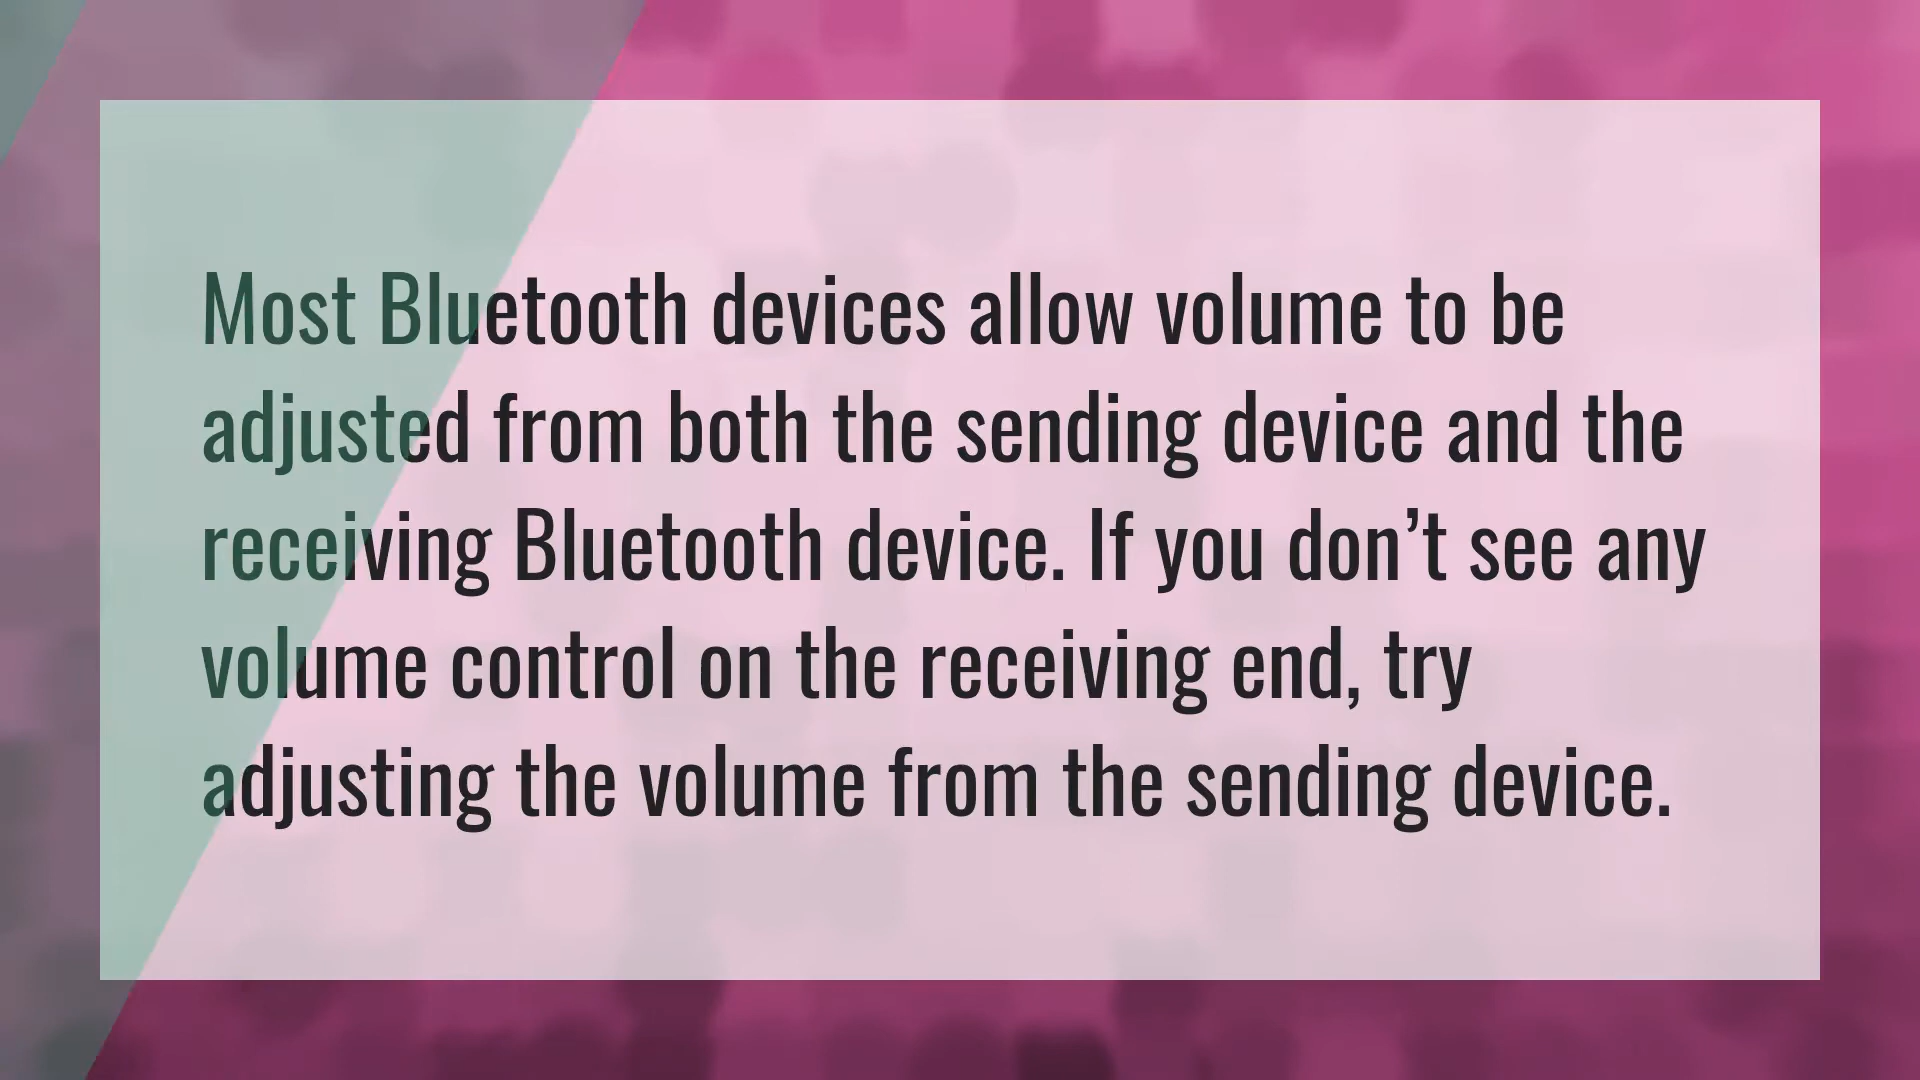 Most Bluetooth devices allow volume to be
adjusted from both the sending device and the
receiving Bluetooth device. If you don’t see any
volume control on the receiving end, try
adjusting the volume from the sending device.